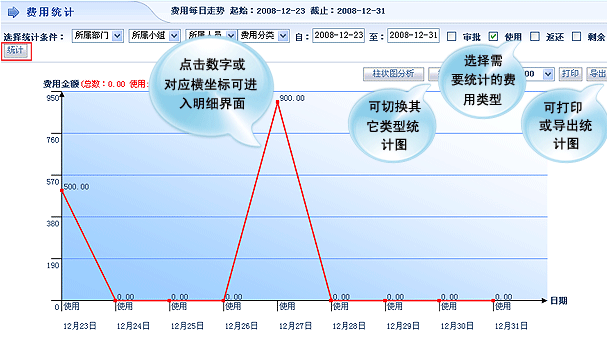 费用统计 费用每日走势 起始：2008-12-23 截止：2008-12-31
选择统计条件： 所属部门 所属小组 所属人员 费用分类 自： 2008-12-23 至： 2008-12-31 审批 使用 返还 剩余
统计
点击数字或
对应横坐标可进
入明细界面
选择需
要统计的费
用类型
可切换其
它类型统
计图
可打印
或导出统
计图
柱状图分析 00 打印 导出
费用金额(总数：0.00 使用:
950
760
570
380
190
0
500.00
0.00
0.00
0.00
900.00
0.00
0.00
0.00
0.00
日期
使用 使用 使用 使用 使用 使用 使用 使用 使用
12月23日 12月24日 12月25日 12月26日 12月27日 12月28日 12月29日 12月30日 12月31日